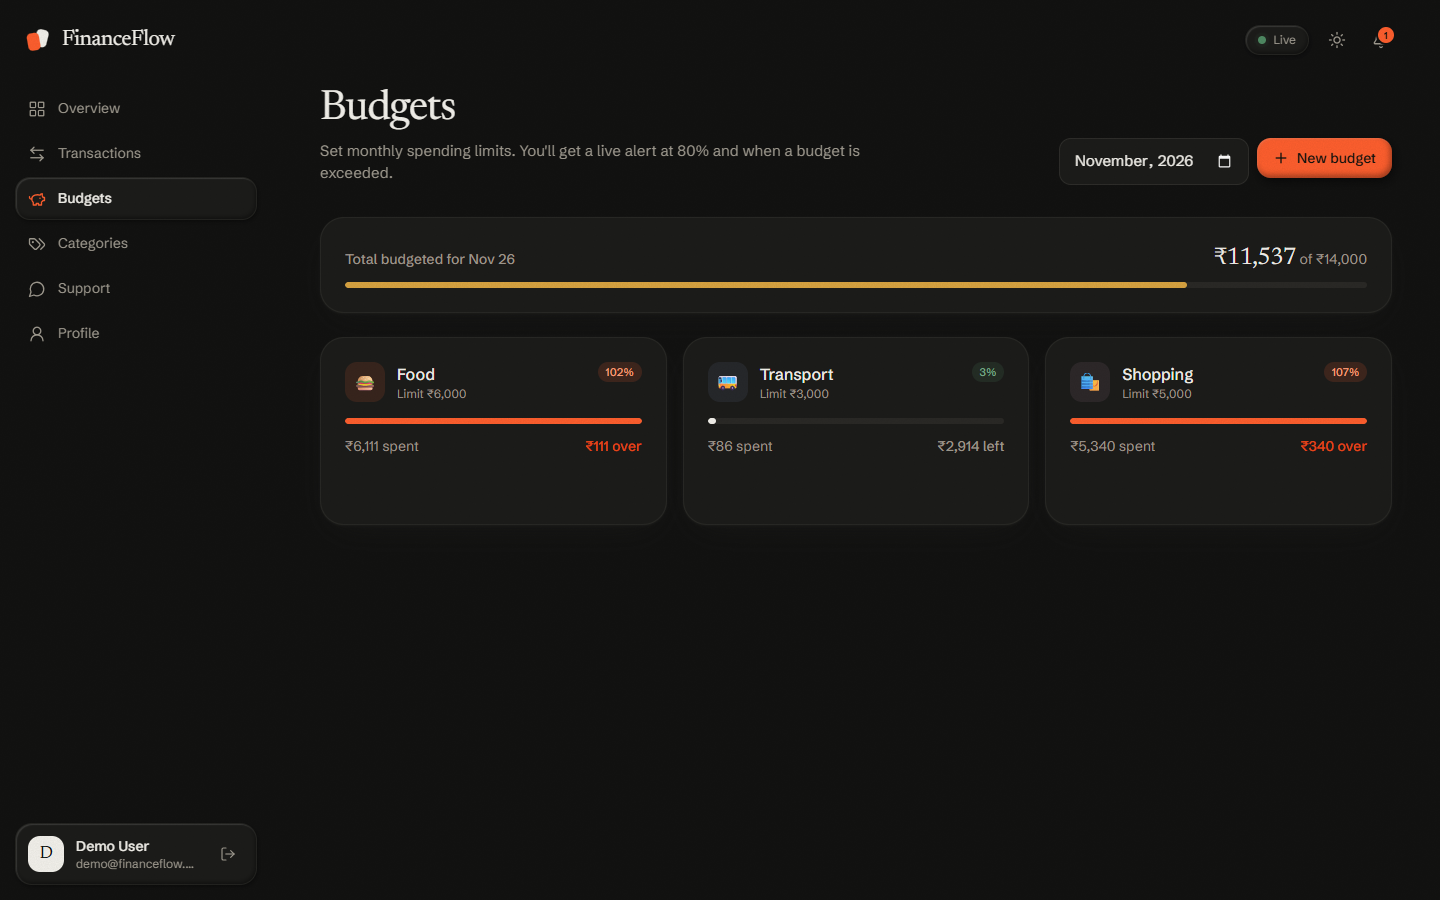 FinanceFlow
Live
1
Overview
Transactions
Budgets
Categories
Support
Profile
Budgets
Set monthly spending limits. You'll get a live alert at 80% and when a budget is
exceeded.
November, 2026
New budget
Total budgeted for Nov 26
₹11,537 of ₹14,000
Food
102%
Limit ₹6,000
₹6,111 spent
₹111 over
Transport
3%
Limit ₹3,000
₹86 spent
₹2,914 left
Shopping
107%
Limit ₹5,000
₹5,340 spent
₹340 over
D
Demo User
demo@financeflow....